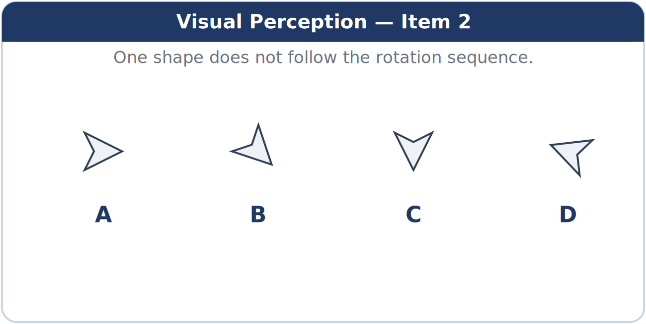 Visual Perception — Item 2
One shape does not follow the rotation sequence.
A B C D